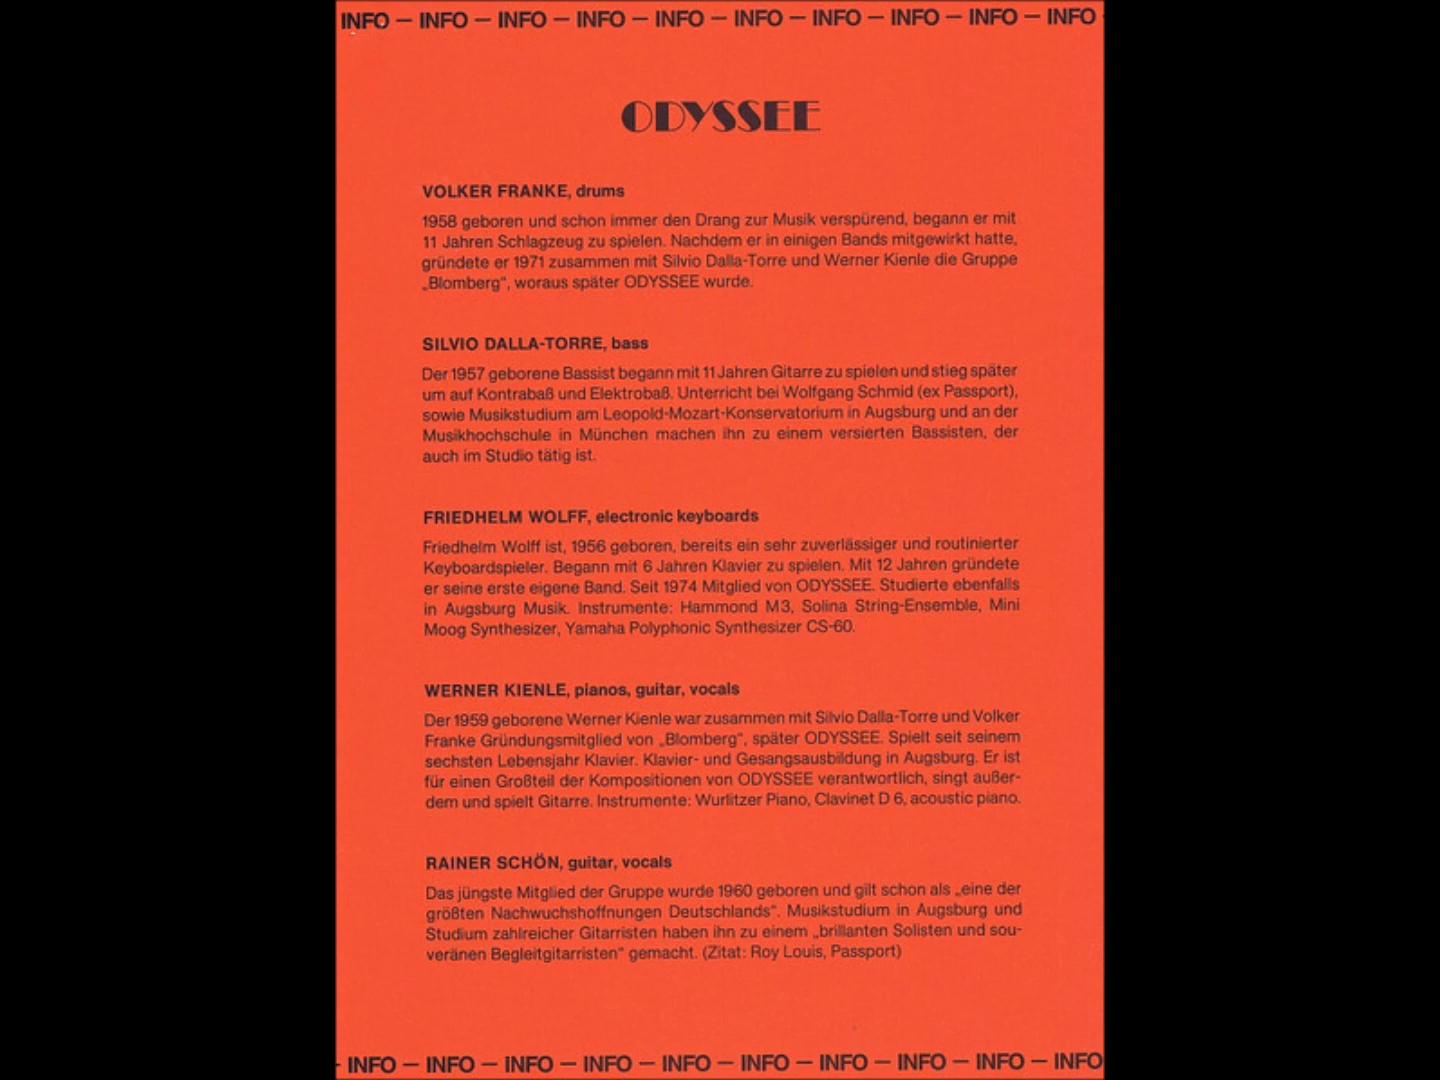 INFO — INFO — INFO — INFO — INFO — INFO — INFO — INFO — INFO — INFO
ODYSSEE
VOLKER FRANKE, drums
1958 geboren und schon immer den Drang zur Musik verspürend, begann er mit
11 Jahren Schlagzeug zu spielen. Nachdem er in einigen Bands mitgewirkt hatte,
gründete er 1971 zusammen mit Silvio Dalla-Torre und Werner Kienle die Gruppe
„Blomberg“, woraus später ODYSSEE wurde.
SILVIO DALLA-TORRE, bass
Der 1957 geborene Bassist begann mit 11 Jahren Gitarre zu spielen und stieg später
um auf Kontrabaß und Elektrobaß. Unterricht bei Wolfgang Schmid (ex Passport),
sowie Musikstudium am Leopold-Mozart-Konservatorium in Augsburg und an der
Musikhochschule in München machen ihn zu einem versierten Bassisten, der
auch im Studio tätig ist.
FRIEDHELM WOLFF, electronic keyboards
Friedhelm Wolff ist, 1956 geboren, bereits ein sehr zuverlässiger und routinierter
Keyboardspieler. Begann mit 6 Jahren Klavier zu spielen. Mit 12 Jahren gründete
er seine erste eigene Band. Seit 1974 Mitglied von ODYSSEE. Studierte ebenfalls
in Augsburg Musik. Instrumente: Hammond M3, Solina String-Ensemble, Mini
Moog Synthesizer, Yamaha Polyphonic Synthesizer CS-60.
WERNER KIENLE, pianos, guitar, vocals
Der 1959 geborene Werner Kienle war zusammen mit Silvio Dalla-Torre und Volker
Franke Gründungsmitglied von „Blomberg“, später ODYSSEE. Spielt seit seinem
sechsten Lebensjahr Klavier. Klavier- und Gesangsausbildung in Augsburg. Er ist
für einen Großteil der Kompositionen von ODYSSEE verantwortlich, singt außer-
dem und spielt Gitarre. Instrumente: Wurlitzer Piano, Clavinet D 6, acoustic piano.
RAINER SCHÖN, guitar, vocals
Das jüngste Mitglied der Gruppe wurde 1960 geboren und gilt schon als „eine der
größten Nachwuchshoffnungen Deutschlands“. Musikstudium in Augsburg und
Studium zahlreicher Gitarristen haben ihn zu einem „brillanten Solisten und sou-
veränen Begleitgitarristen“ gemacht. (Zitat: Roy Louis, Passport)
- INFO — INFO — INFO — INFO — INFO — INFO — INFO — INFO — INFO — INFO